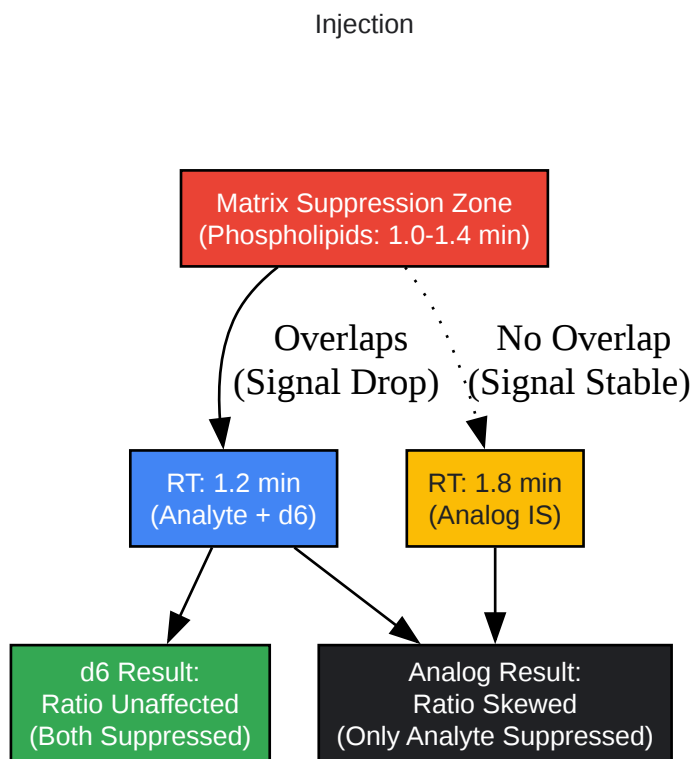 Injection
Matrix Suppression Zone
(Phospholipids: 1.0-1.4 min)
Overlaps
(Signal Drop)
No Overlap
(Signal Stable)
RT: 1.2 min
(Analyte + d6)
RT: 1.8 min
(Analog IS)
d6 Result:
Ratio Unaffected
(Both Suppressed)
Analog Result:
Ratio Skewed
(Only Analyte Suppressed)